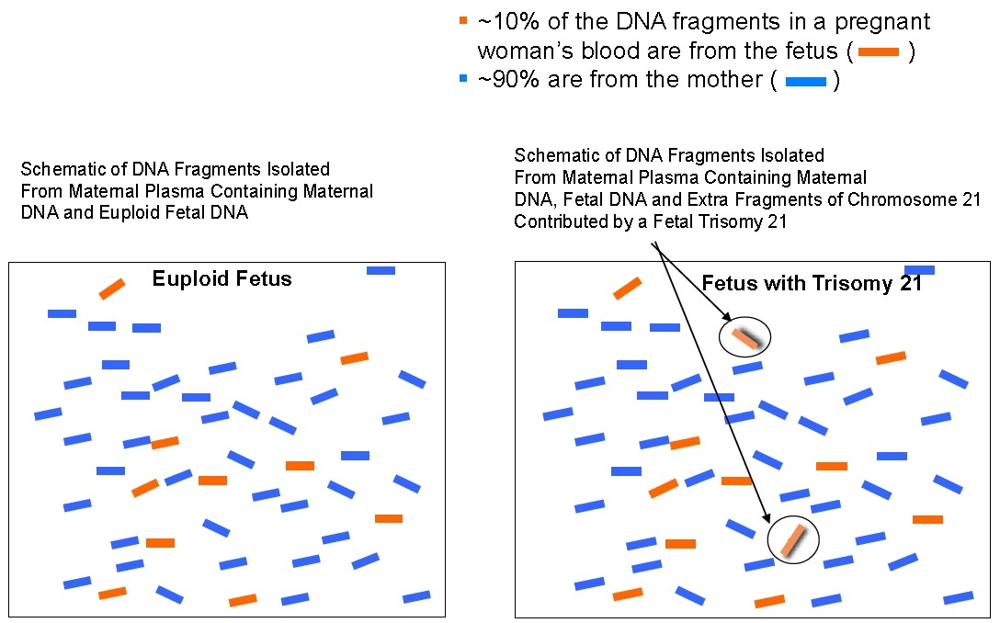 ~10% of the DNA fragments in a pregnant
woman's blood are from the fetus ( )
~90% are from the mother ( )
Schematic of DNA Fragments Isolated
From Maternal Plasma Containing Maternal
DNA and Euploid Fetal DNA
Schematic of DNA Fragments Isolated
From Maternal Plasma Containing Maternal
DNA, Fetal DNA and Extra Fragments of Chromosome 21
Contributed by a Fetal Trisomy 21
Euploid Fetus
Fetus with Trisomy 21